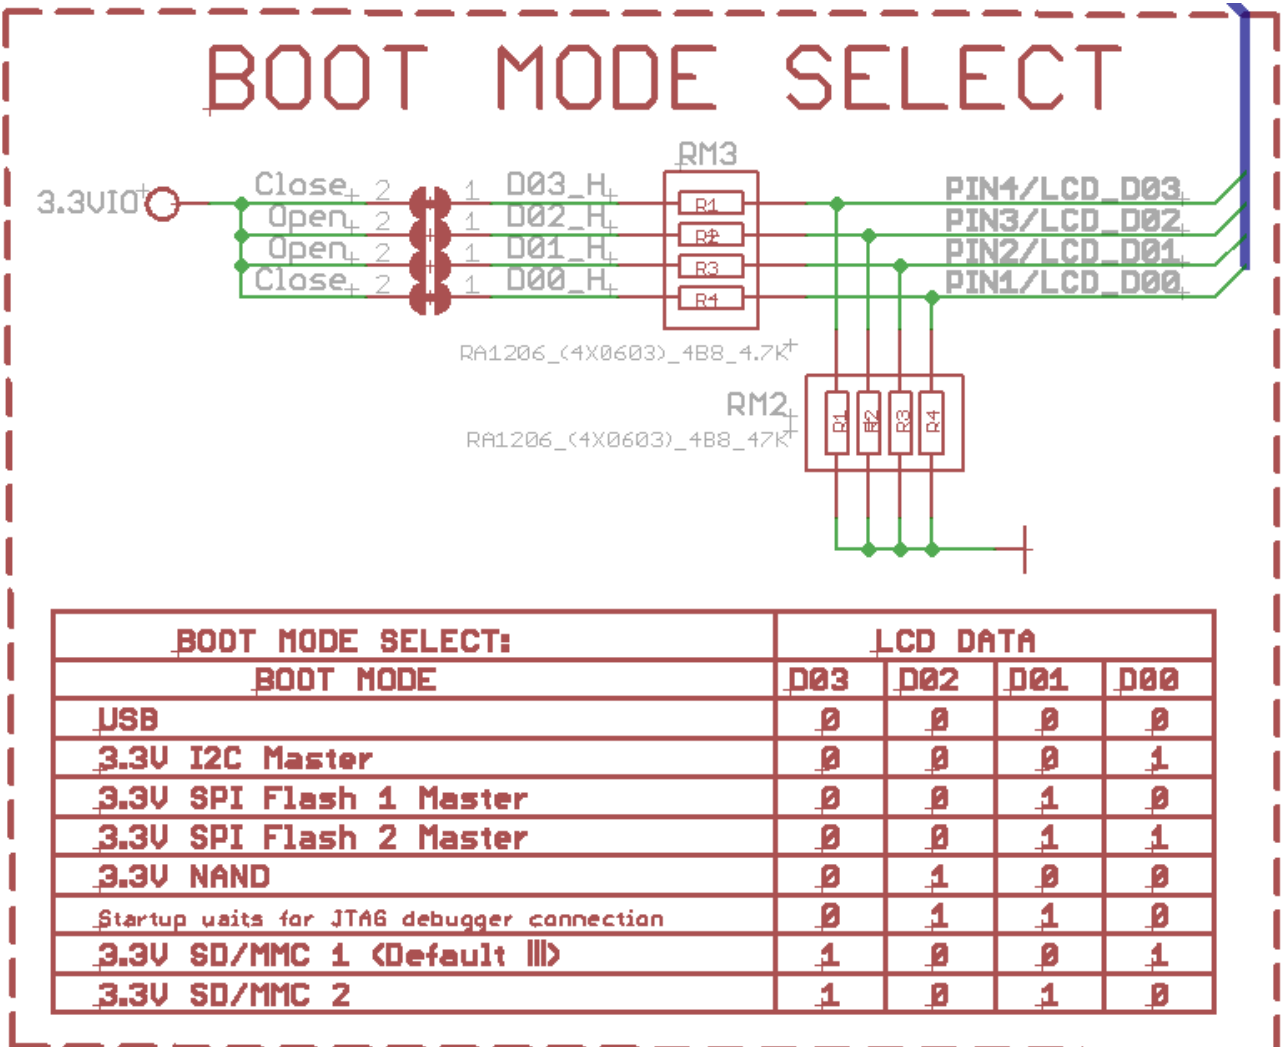 BOOT MODE SELECT
RM3
3.3VIO
Close 2 1 D03_H R1 PIN4/LCD_D03
Open 2 1 D02_H R2 PIN3/LCD_D02
Open 2 1 D01_H R3 PIN2/LCD_D01
Close 2 1 D00_H R4 PIN1/LCD_D00
RA1206_(4X0603)_4B8_4.7K
RM2
R1 R2 R3 R4
RA1206_(4X0603)_4B8_47K
BOOT MODE SELECT: LCD DATA
BOOT MODE D03 D02 D01 D00
USB 0 0 0 0
3.3V I2C Master 0 0 0 1
3.3V SPI Flash 1 Master 0 0 1 0
3.3V SPI Flash 2 Master 0 0 1 1
3.3V NAND 0 1 0 0
Startup waits for JTAG debugger connection 0 1 1 0
3.3V SD/MMC 1 (Default !!!) 1 0 0 1
3.3V SD/MMC 2 1 0 1 0